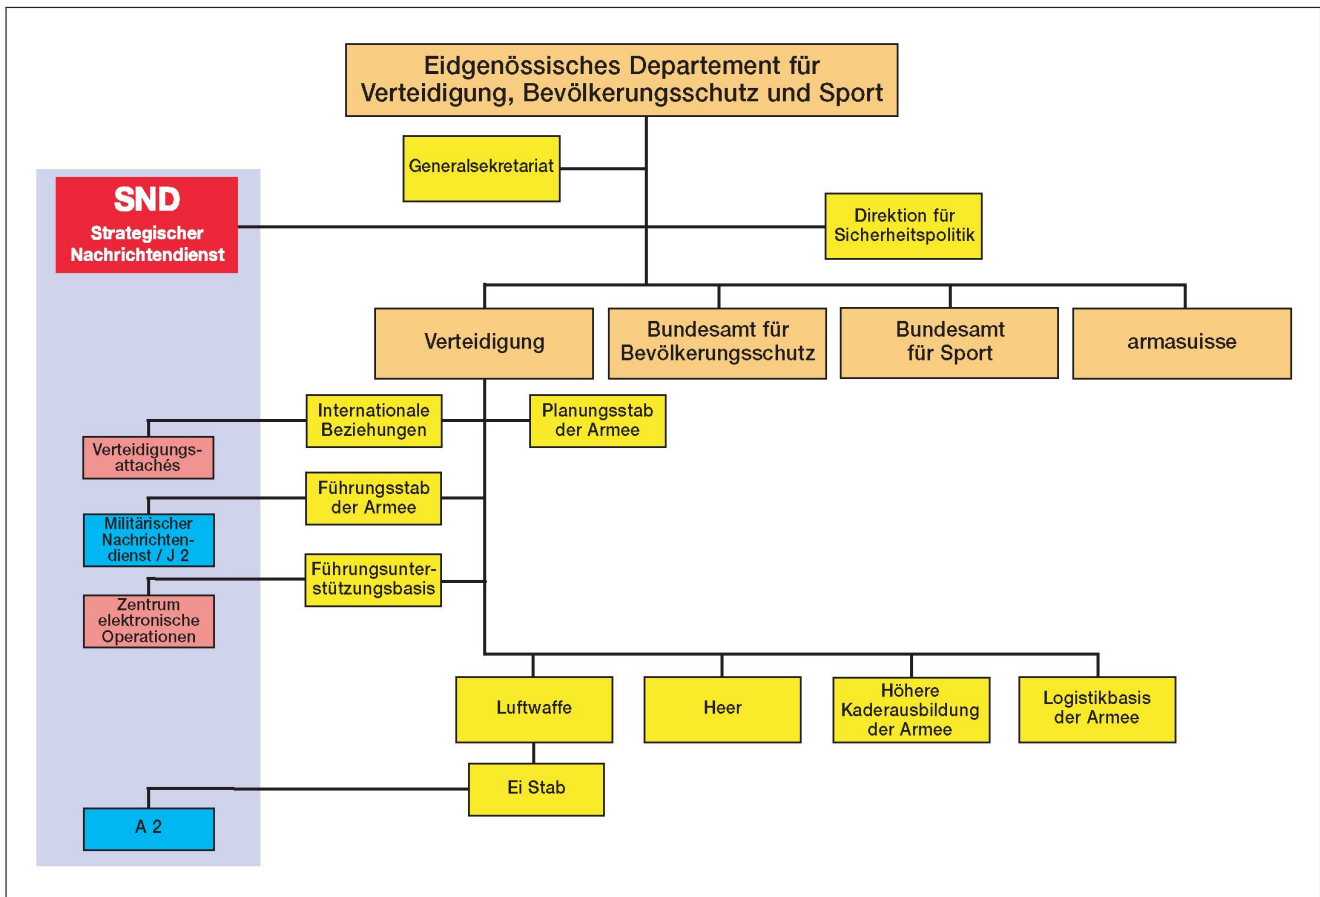 Eidgenössisches Departement für
Verteidigung, Bevölkerungsschutz und Sport
Generalsekretariat
SND
Strategischer
Nachrichtendienst
Direktion für
Sicherheitspolitik
Verteidigung
Bundesamt für
Bevölkerungsschutz
Bundesamt
für Sport
armasuisse
Internationale
Beziehungen
Planungsstab
der Armee
Verteidigungs-
attachés
Führungsstab
der Armee
Militärischer
Nachrichten-
dienst / J 2
Führungsunter-
stützungsbasis
Zentrum
elektronische
Operationen
Luftwaffe
Heer
Höhere
Kaderausbildung
der Armee
Logistikbasis
der Armee
Ei Stab
A 2